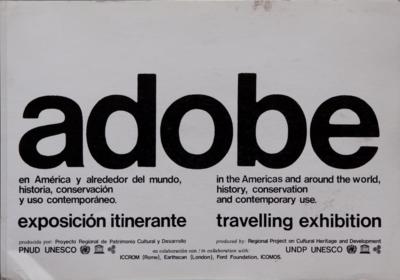 adobe
en América y alrededor del mundo,
historia, conservación
y uso contemporáneo.
in the Americas and around the world,
history, conservation
and contemporary use.
exposición itinerante
travelling exhibition
producida por: Proyecto Regional de Patrimonio Cultural y Desarrollo
PNUD UNESCO
produced by: Regional Project on Cultural Heritage and Development
UNDP UNESCO
en colaboración con / in collaboration with:
ICCROM (Rome), Earthscan (London), Ford Foundation, ICOMOS.